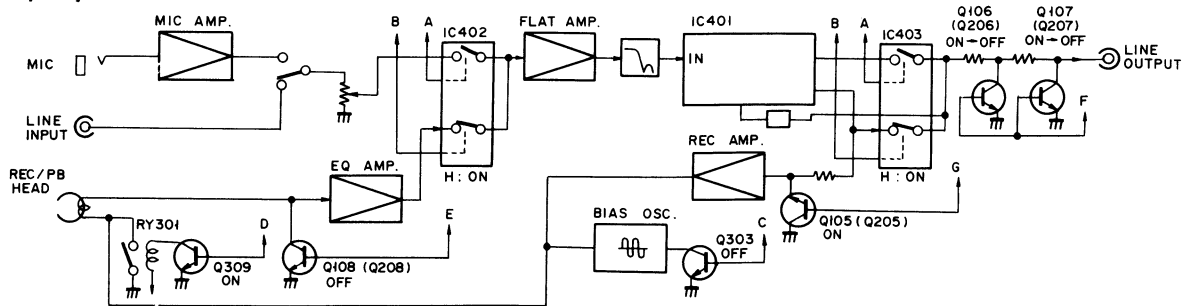 MIC AMP.
MIC
LINE
INPUT
REC/PB
HEAD
RY301
Q309
ON
D
Q108 (Q208)
OFF
E
EQ AMP.
B
A
IC402
H: ON
FLAT AMP.
IC401
IN
REC AMP.
BIAS OSC.
Q303
OFF
C
Q105 (Q205)
ON
G
B
A
IC403
H: ON
Q106
(Q206)
ON→OFF
Q107
(Q207)
ON→OFF
LINE
OUTPUT
F